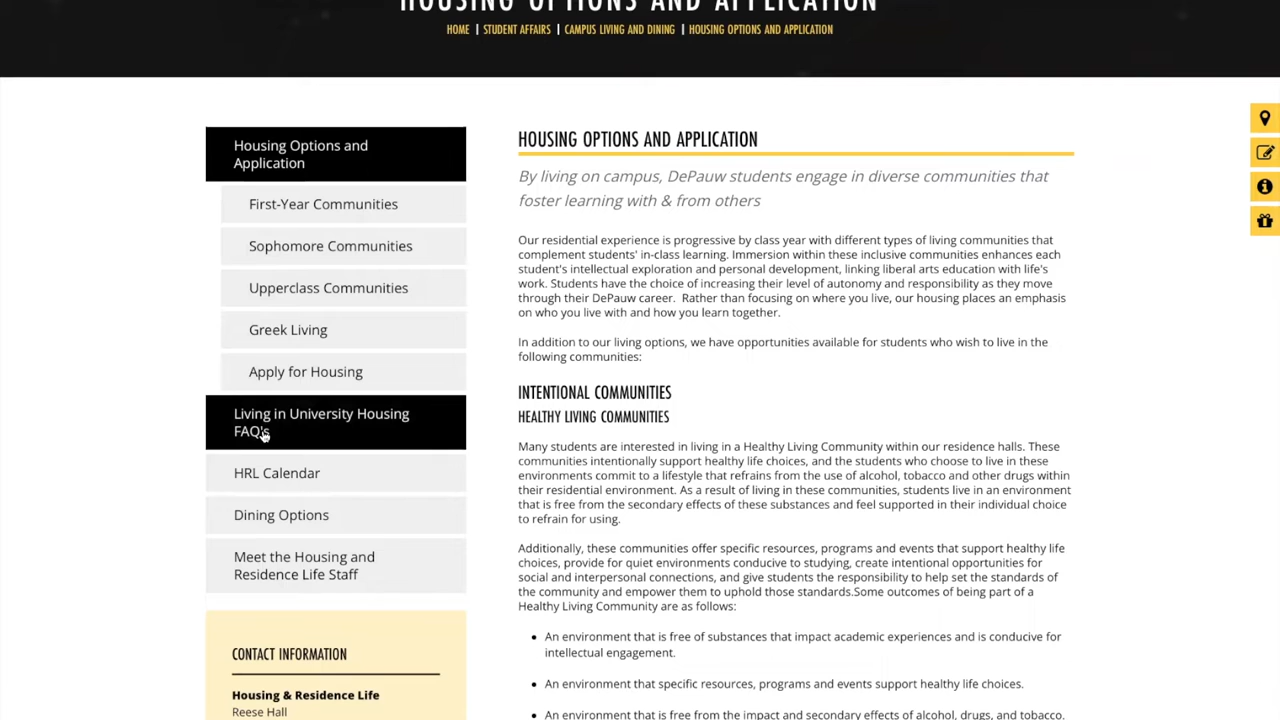 HOUSING OPTIONS AND APPLICATION
HOME | STUDENT AFFAIRS | CAMPUS LIVING AND DINING | HOUSING OPTIONS AND APPLICATION
Housing Options and
Application
First-Year Communities
Sophomore Communities
Upperclass Communities
Greek Living
Apply for Housing
Living in University Housing
FAQ's
HRL Calendar
Dining Options
Meet the Housing and
Residence Life Staff
CONTACT INFORMATION
Housing & Residence Life
Reese Hall
HOUSING OPTIONS AND APPLICATION
By living on campus, DePauw students engage in diverse communities that
foster learning with & from others
Our residential experience is progressive by class year with different types of living communities that
complement students' in-class learning. Immersion within these inclusive communities enhances each
student's intellectual exploration and personal development, linking liberal arts education with life's
work. Students have the choice of increasing their level of autonomy and responsibility as they move
through their DePauw career.  Rather than focusing on where you live, our housing places an emphasis
on who you live with and how you learn together.
In addition to our living options, we have opportunities available for students who wish to live in the
following communities:
INTENTIONAL COMMUNITIES
HEALTHY LIVING COMMUNITIES
Many students are interested in living in a Healthy Living Community within our residence halls. These
communities intentionally support healthy life choices, and the students who choose to live in these
environments commit to a lifestyle that refrains from the use of alcohol, tobacco and other drugs within
their residential environment. As a result of living in these communities, students live in an environment
that is free from the secondary effects of these substances and feel supported in their individual choice
to refrain for using.
Additionally, these communities offer specific resources, programs and events that support healthy life
choices, provide for quiet environments conducive to studying, create intentional opportunities for
social and interpersonal connections, and give students the responsibility to help set the standards of
the community and empower them to uphold those standards.Some outcomes of being part of a
Healthy Living Community are as follows:
• An environment that is free of substances that impact academic experiences and is conducive for
intellectual engagement.
• An environment that specific resources, programs and events support healthy life choices.
• An environment that is free from the impact and secondary effects of alcohol, drugs, and tobacco.